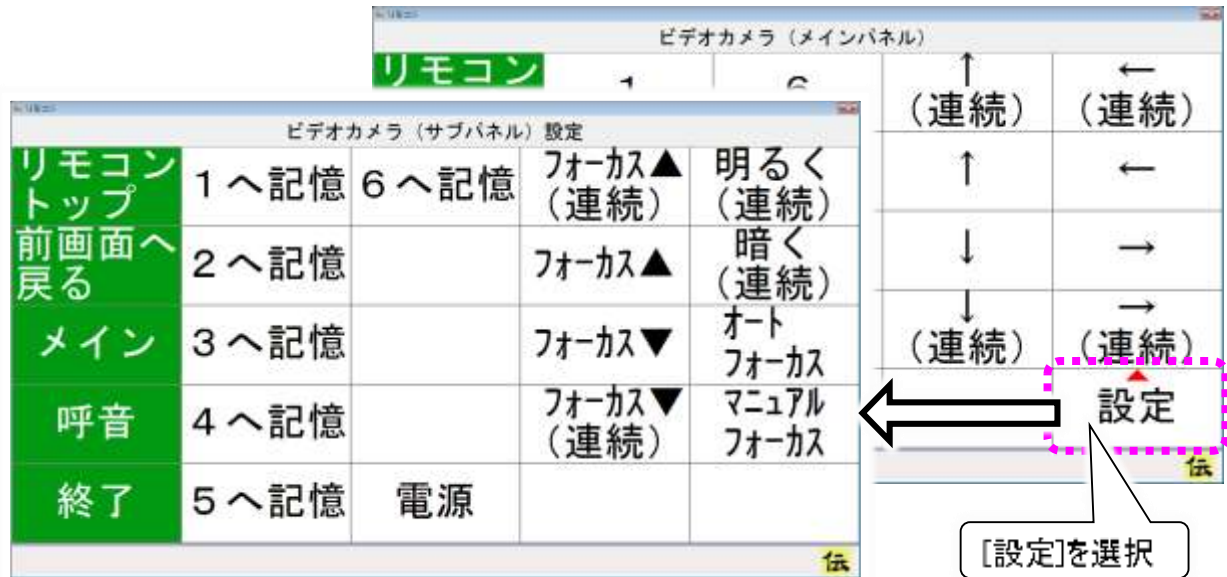 ビデオカメラ（メインパネル）
リモコン
↑
（連続）
←
（連続）
↑
←
↓
→
↓
（連続）
→
（連続）
設定
伝
ビデオカメラ（サブパネル）設定
リモコン
トップ
１へ記憶
６へ記憶
ﾌｫｰｶｽ▲
（連続）
明るく
（連続）
前画面へ
戻る
２へ記憶
ﾌｫｰｶｽ▲
暗く
（連続）
メイン
３へ記憶
ﾌｫｰｶｽ▼
ｵｰﾄ
ﾌｫｰｶｽ
呼音
４へ記憶
ﾌｫｰｶｽ▼
（連続）
ﾏﾆｭｱﾙ
ﾌｫｰｶｽ
終了
５へ記憶
電源
伝
[設定]を選択